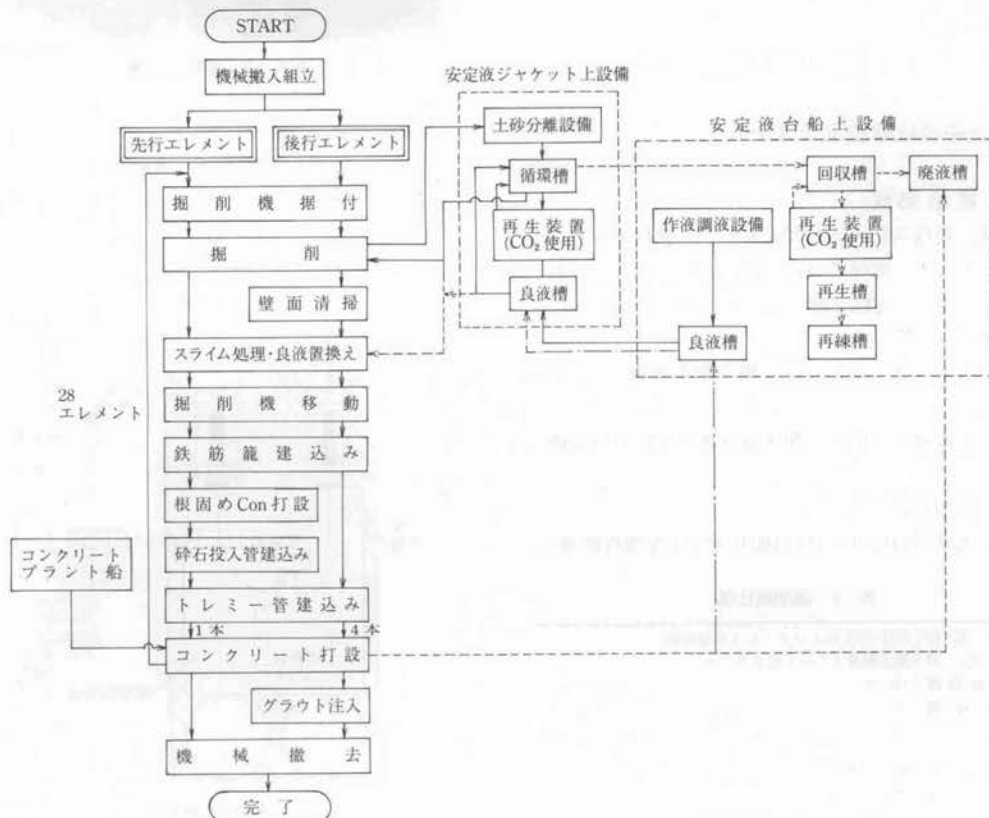 START
機械搬入組立
先行エレメント
後行エレメント
掘削機据付
掘削
壁面清掃
スライム処理・良液置換え
掘削機移動
鉄筋籠建込み
根固めCon打設
砕石投入管建込み
トレミー管建込み
1本
4本
コンクリート打設
グラウト注入
機械撤去
完了
28
エレメント
コンクリート
プラント船
安定液ジャケット上設備
土砂分離設備
循環槽
再生装置
(CO₂使用)
良液槽
安定液台船上設備
作液調液設備
良液槽
回収槽
廃液槽
再生装置
(CO₂使用)
再生槽
再練槽